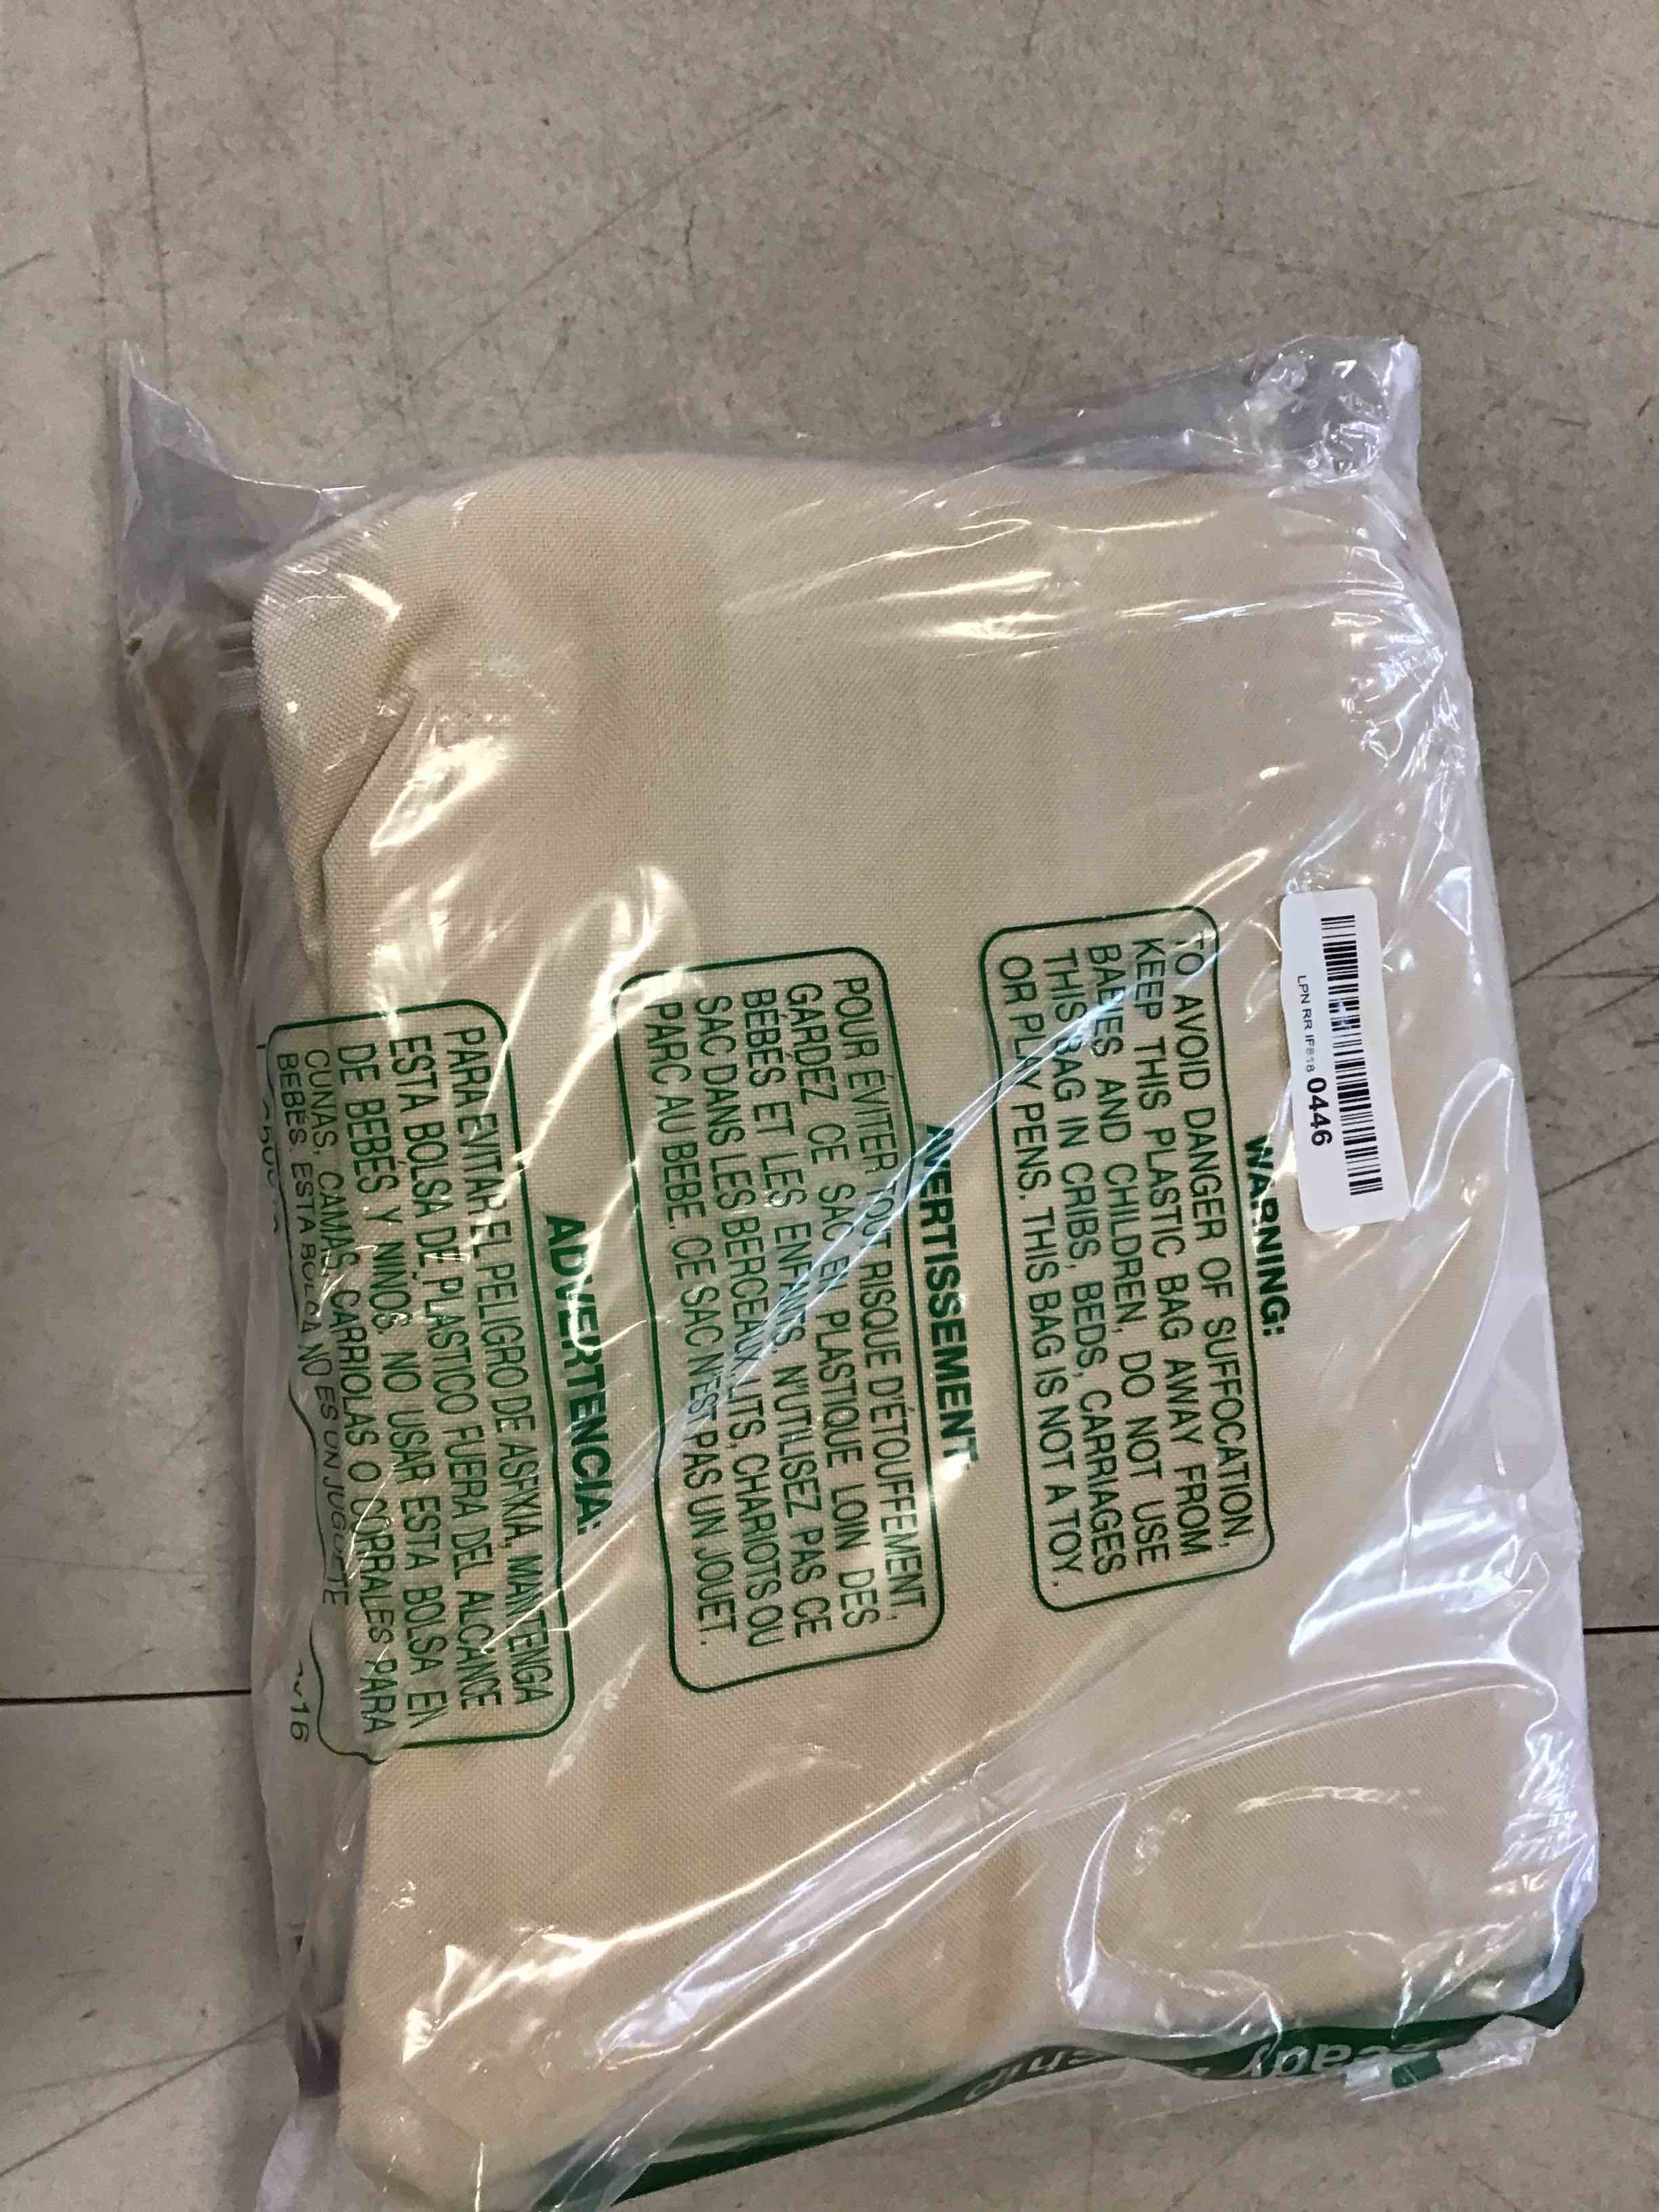 LPN RR IF818 0446
WARNING:
TO AVOID DANGER OF SUFFOCATION,
KEEP THIS PLASTIC BAG AWAY FROM
BABIES AND CHILDREN, DO NOT USE
THIS BAG IN CRIBS, BEDS, CARRIAGES
OR PLAY PENS. THIS BAG IS NOT A TOY.
AVERTISSEMENT
POUR ÉVITER TOUT RISQUE D'ÉTOUFFEMENT,
GARDEZ CE SAC EN PLASTIQUE LOIN DES
BÉBÉS ET LES ENFANTS. N'UTILISEZ PAS CE
SAC DANS LES BERCEAUX, LITS, CHARIOTS OU
PARC AU BEBE. CE SAC N'EST PAS UN JOUET.
ADVERTENCIA:
PARA EVITAR EL PELIGRO DE ASFIXIA, MANTENGA
ESTA BOLSA DE PLASTICO FUERA DEL ALCANCE
DE BEBÉS Y NINOS. NO USAR ESTA BOLSA EN
CUNAS, CAMAS, CARRIOLAS O CORRALES PARA
BEBÉS. ESTA BOLSA NO ES UN JUGUETE